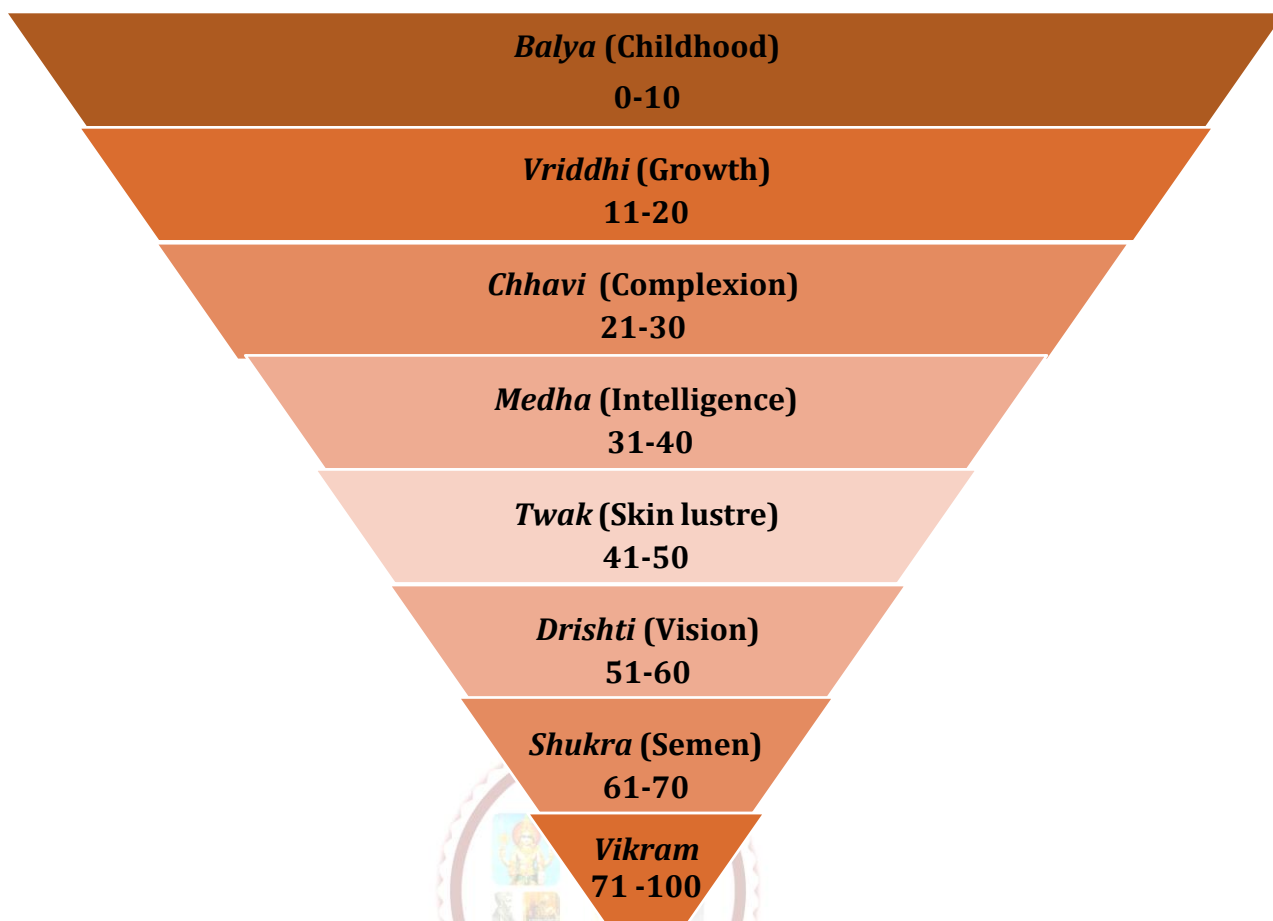 Balya (Childhood)
0-10
Vriddhi (Growth)
11-20
Chhavi (Complexion)
21-30
Medha (Intelligence)
31-40
Twak (Skin lustre)
41-50
Drishti (Vision)
51-60
Shukra (Semen)
61-70
Vikram
71 -100